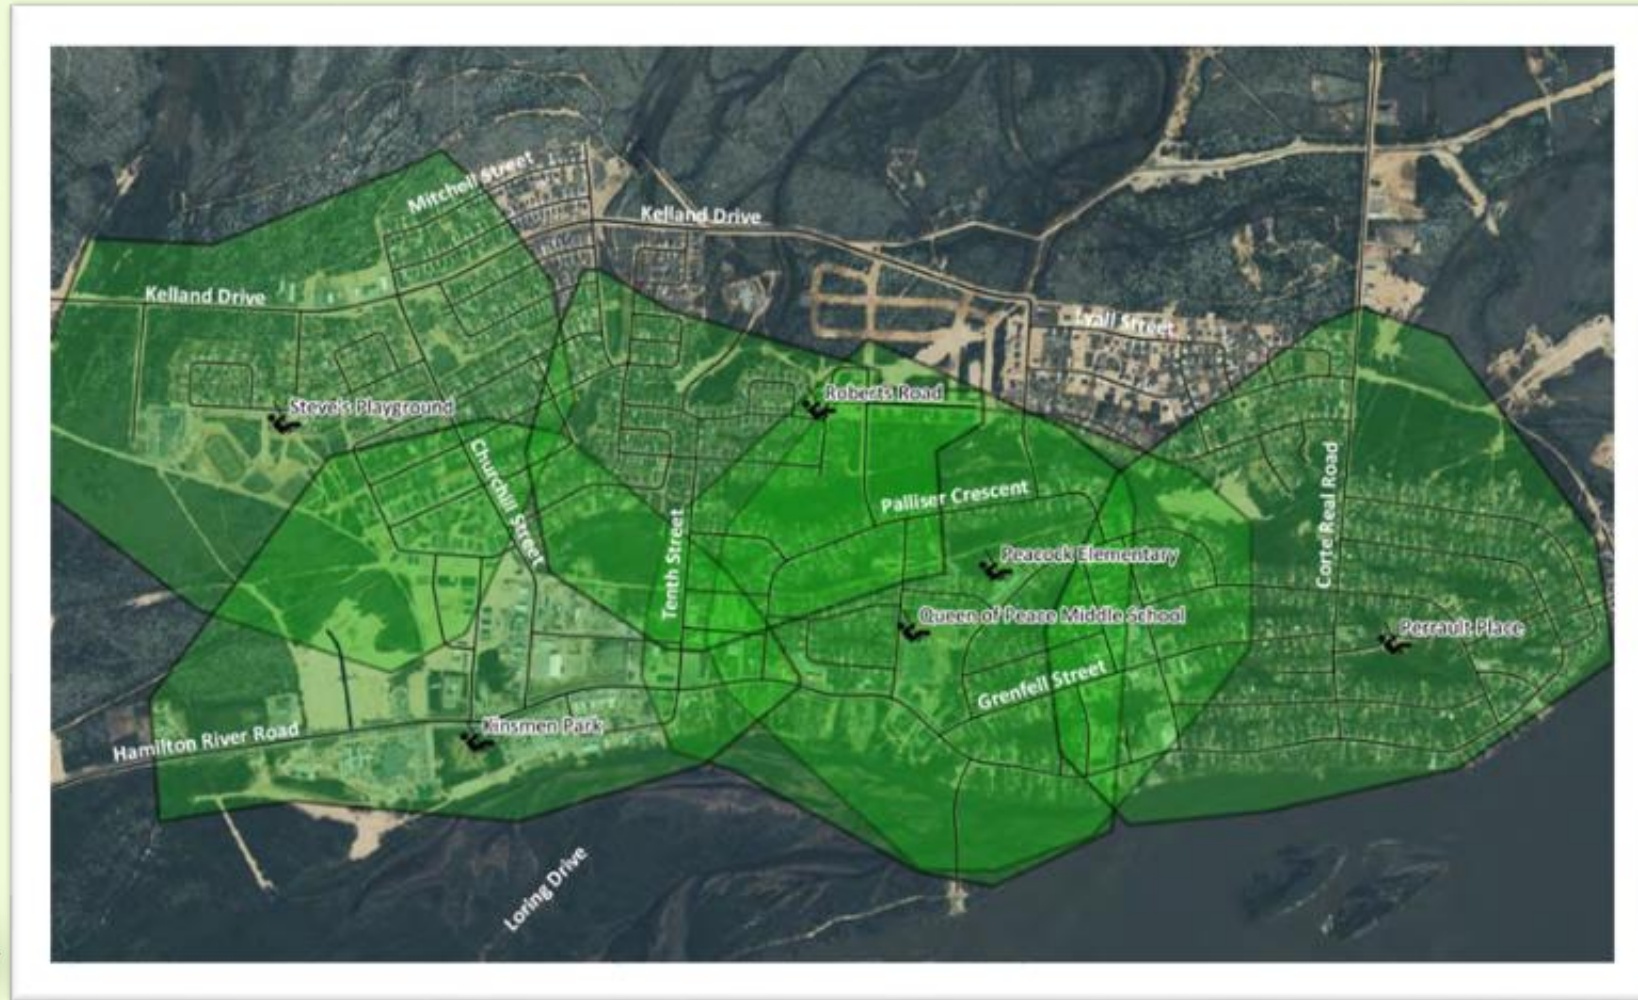 Mitchell Street
Kelland Drive
Kelland Drive
Lyall Street
Steve's Playground
Roberts Road
Churchill Street
Corte Real Road
Palliser Crescent
Tenth Street
Peacock Elementary
Queen of Peace Middle School
Perrault Place
Grenfell Street
Kinsmen Park
Hamilton River Road
Loring Drive